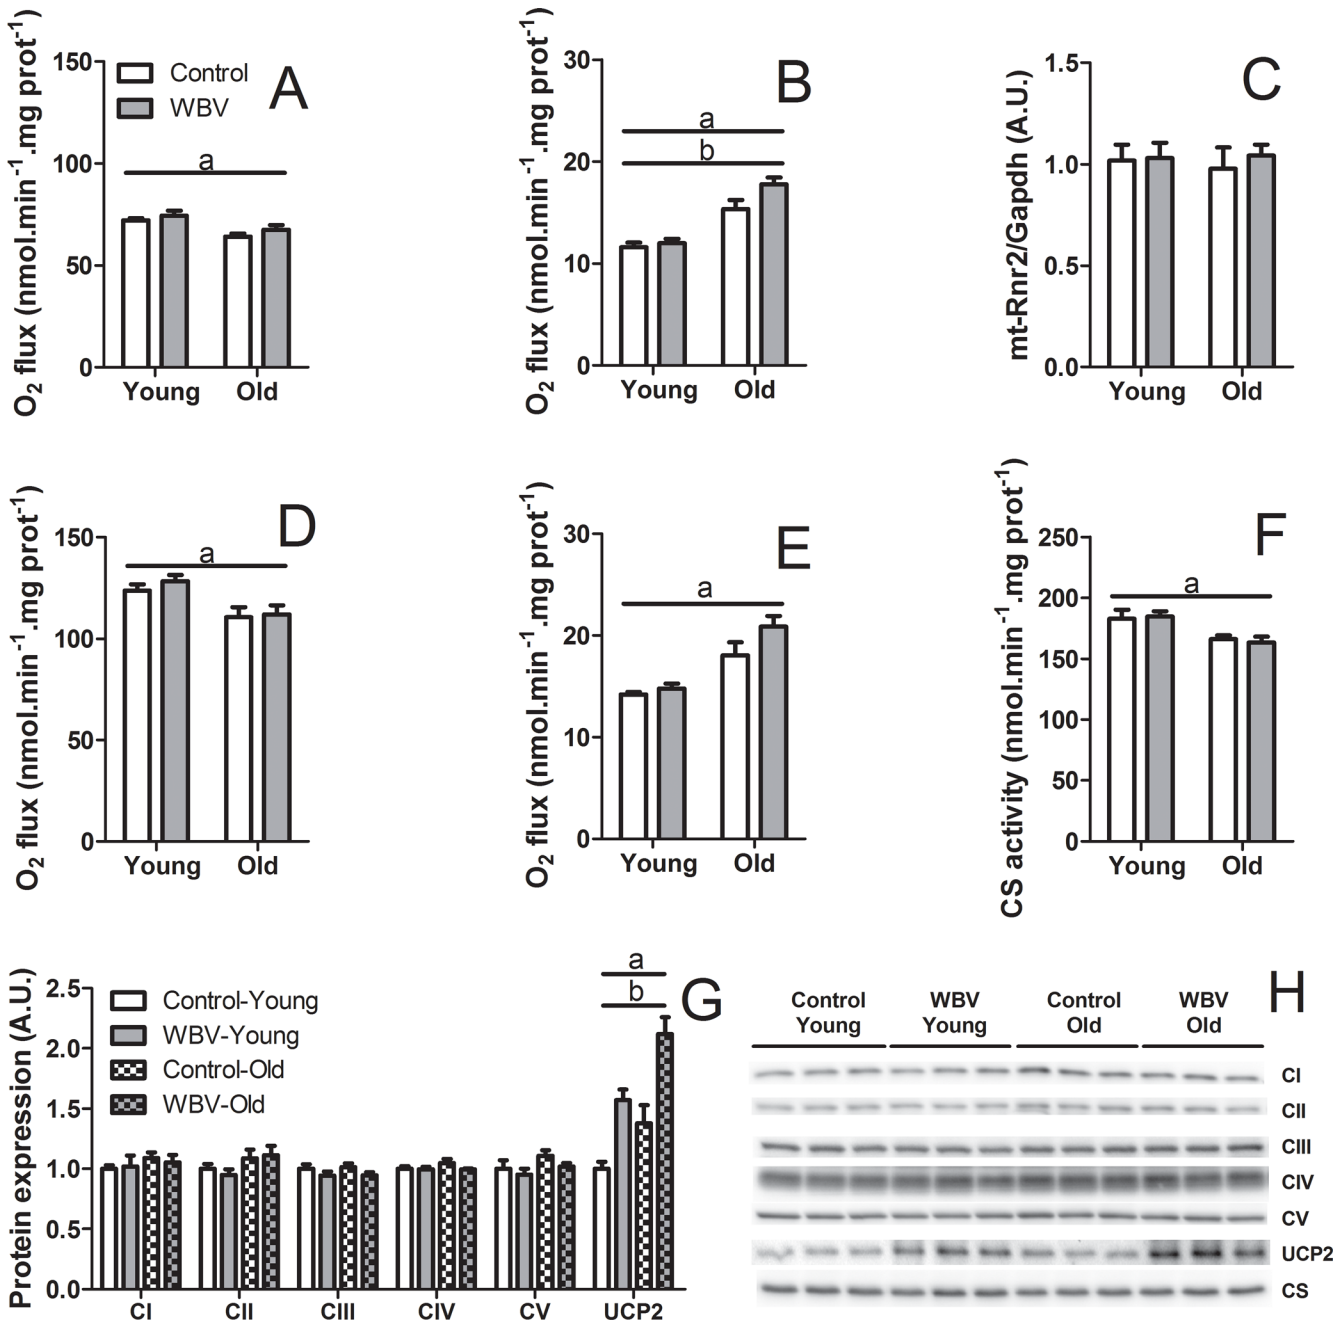 A
O2 flux (nmol.min-1.mg prot-1)
150
100
50
0
Control
WBV
a
Young
Old
B
O2 flux (nmol.min-1.mg prot-1)
30
20
10
0
a
b
Young
Old
C
mt-Rnr2/Gapdh (A.U.)
1.5
1.0
0.5
0.0
Young
Old
D
O2 flux (nmol.min-1.mg prot-1)
150
100
50
0
a
Young
Old
E
O2 flux (nmol.min-1.mg prot-1)
30
20
10
0
a
Young
Old
F
CS activity (nmol.min-1.mg prot-1)
250
200
150
100
50
0
a
Young
Old
G
Protein expression (A.U.)
2.5
2.0
1.5
1.0
0.5
0.0
Control-Young
WBV-Young
Control-Old
WBV-Old
a
b
CI
CII
CIII
CIV
CV
UCP2
H
Control
Young
WBV
Young
Control
Old
WBV
Old
CI
CII
CIII
CIV
CV
UCP2
CS